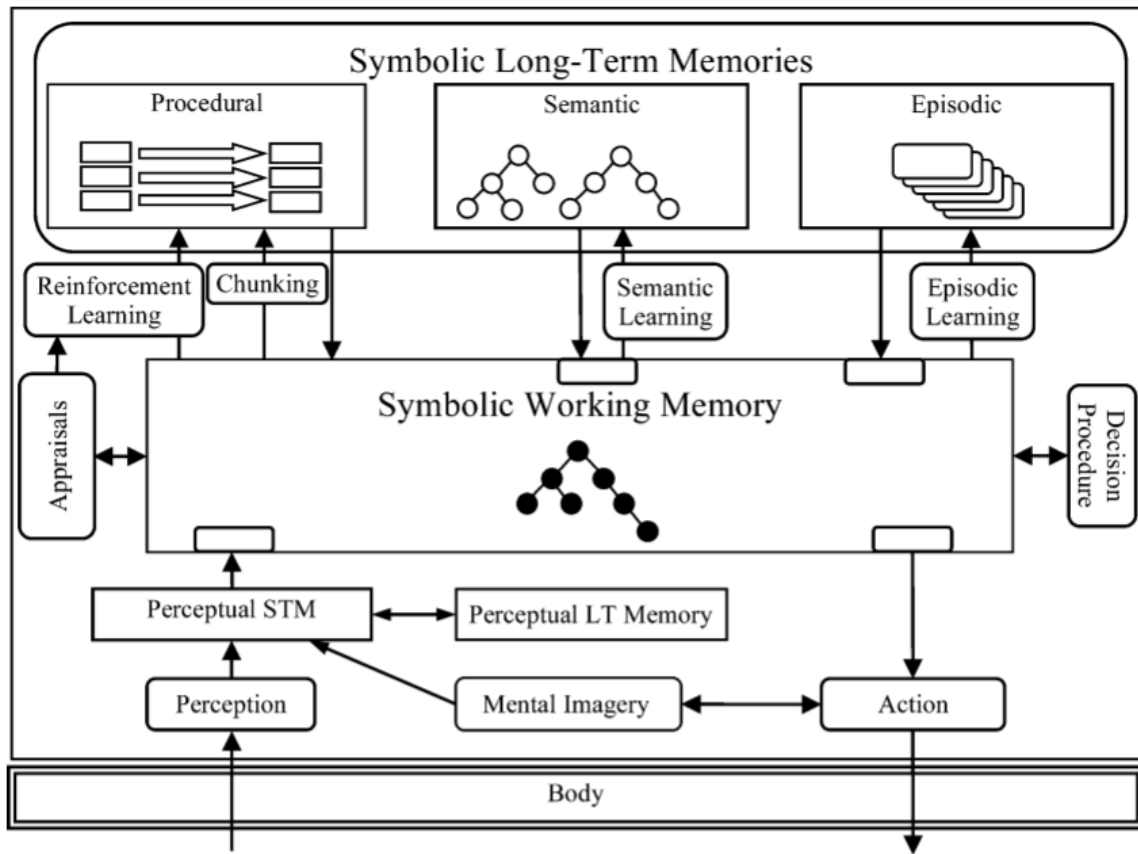 Symbolic Long-Term Memories
Procedural
Semantic
Episodic
Reinforcement
Learning
Chunking
Semantic
Learning
Episodic
Learning
Appraisals
Symbolic Working Memory
Decision
Procedure
Perceptual STM
Perceptual LT Memory
Perception
Mental Imagery
Action
Body